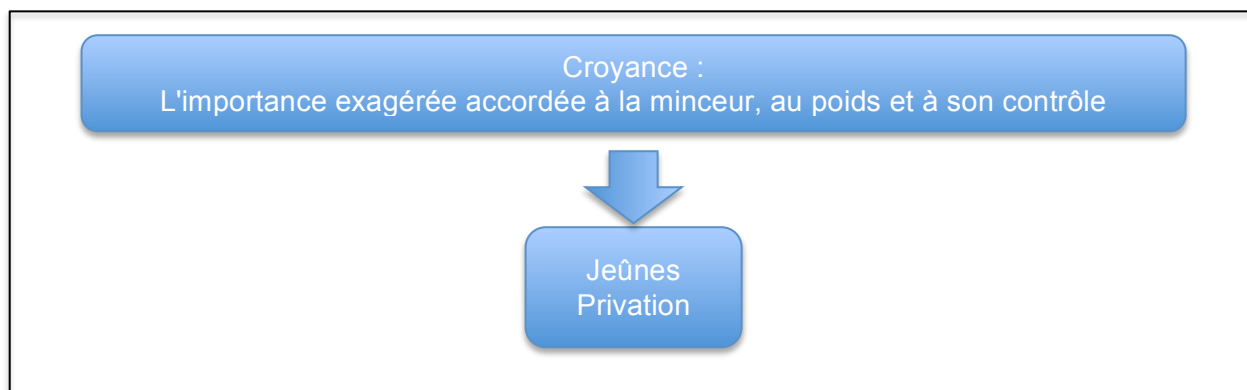 Croyance :
L'importance exagérée accordée à la minceur, au poids et à son contrôle
Jeûnes
Privation